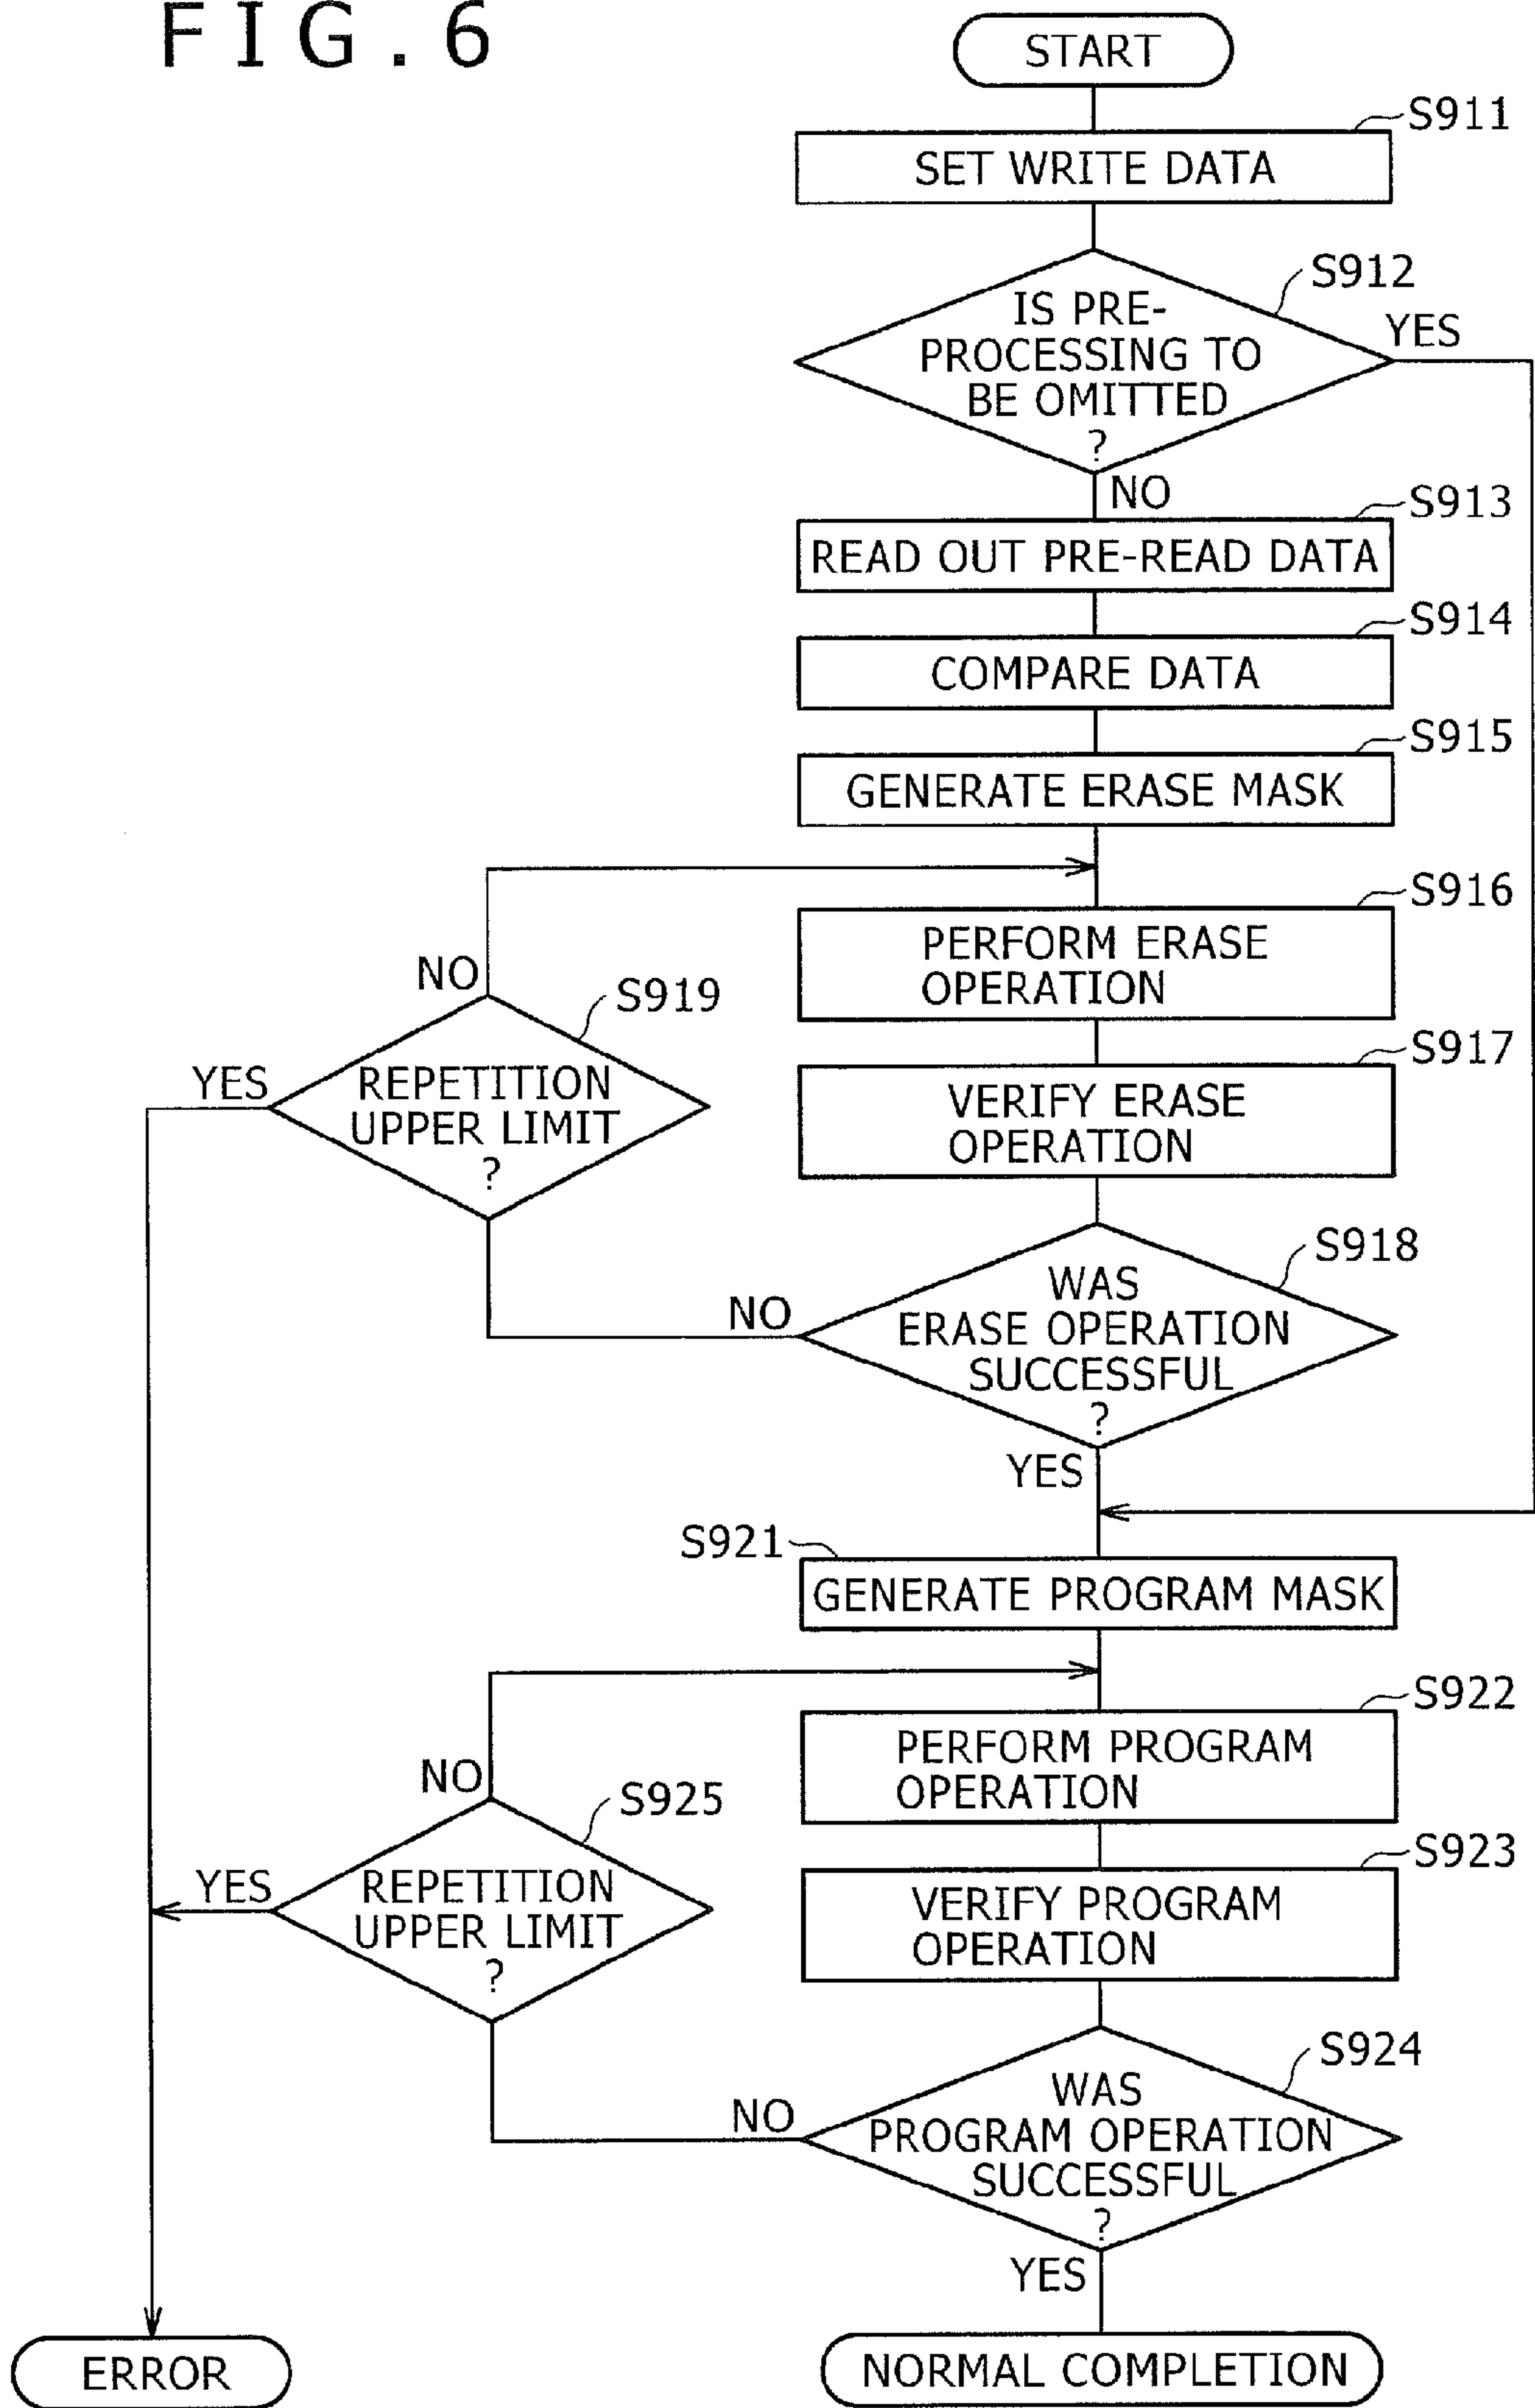 FIG.6
START
S911
SET WRITE DATA
S912
IS PRE-
PROCESSING TO
BE OMITTED
?
YES
NO
S913
READ OUT PRE-READ DATA
S914
COMPARE DATA
S915
GENERATE ERASE MASK
S916
PERFORM ERASE
OPERATION
NO
S919
YES
REPETITION
UPPER LIMIT
?
S917
VERIFY ERASE
OPERATION
S918
NO
WAS
ERASE OPERATION
SUCCESSFUL
?
YES
S921
GENERATE PROGRAM MASK
S922
PERFORM PROGRAM
OPERATION
NO
S925
YES
REPETITION
UPPER LIMIT
?
S923
VERIFY PROGRAM
OPERATION
S924
NO
WAS
PROGRAM OPERATION
SUCCESSFUL
?
YES
ERROR
NORMAL COMPLETION